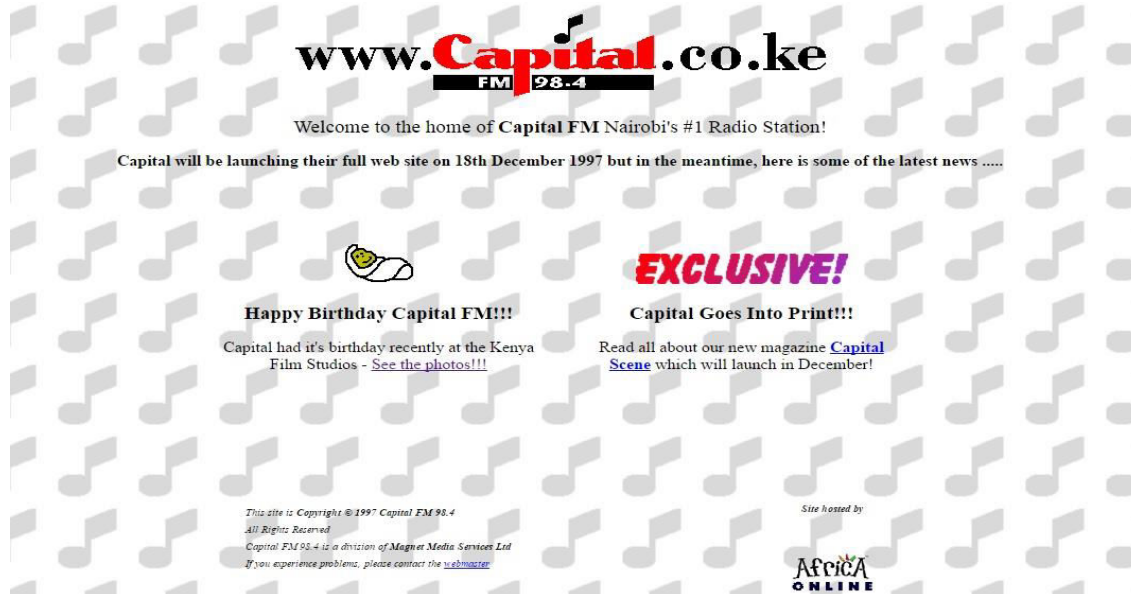 www.Capital.co.ke
FM 98.4
Welcome to the home of Capital FM Nairobi's #1 Radio Station!
Capital will be launching their full web site on 18th December 1997 but in the meantime, here is some of the latest news .....
EXCLUSIVE!
Happy Birthday Capital FM!!!
Capital had it's birthday recently at the Kenya
Film Studios - See the photos!!!
Capital Goes Into Print!!!
Read all about our new magazine Capital
Scene which will launch in December!
This site is Copyright © 1997 Capital FM 98.4
All Rights Reserved
Capital FM 98.4 is a division of Magnet Media Services Ltd
If you experience problems, please contact the webmaster
Site hosted by
AfricA
ONLINE